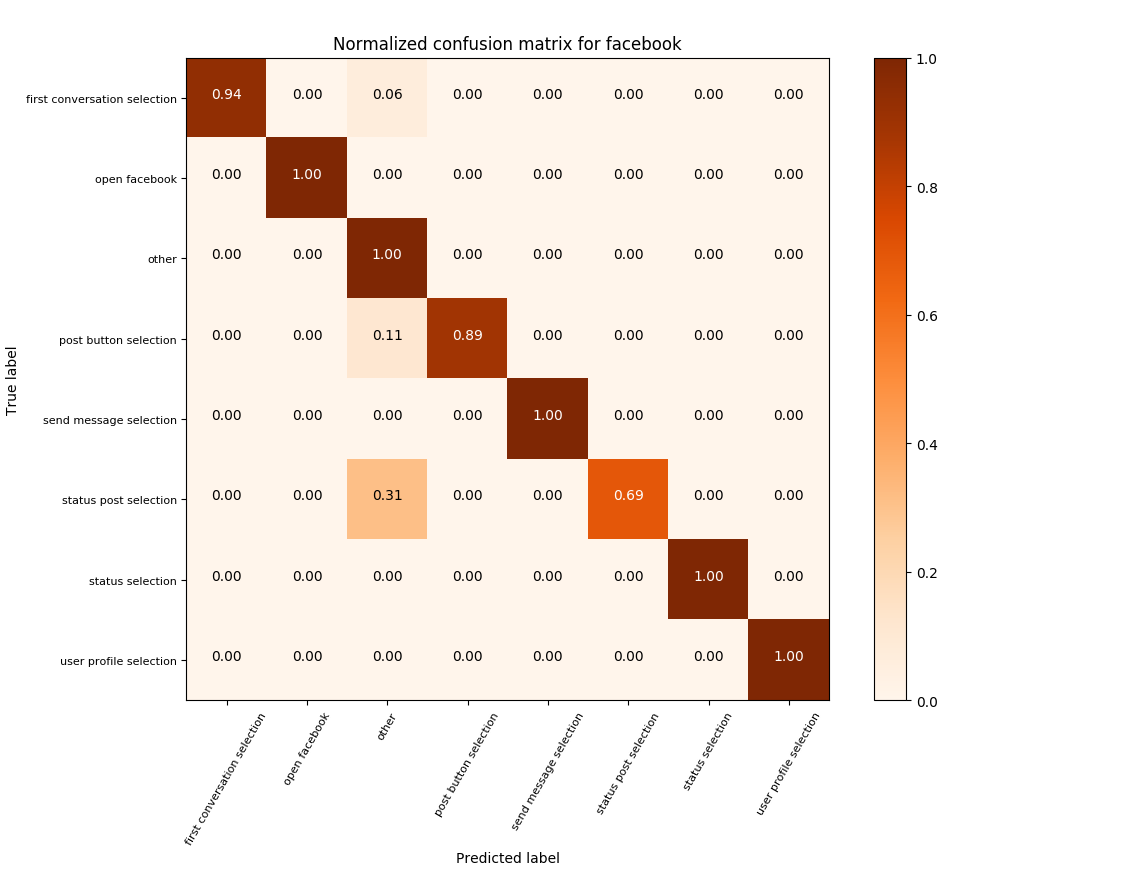 Normalized confusion matrix for facebook
True label
first conversation selection 0.94 0.00 0.06 0.00 0.00 0.00 0.00 0.00
open facebook 0.00 1.00 0.00 0.00 0.00 0.00 0.00 0.00
other 0.00 0.00 1.00 0.00 0.00 0.00 0.00 0.00
post button selection 0.00 0.00 0.11 0.89 0.00 0.00 0.00 0.00
send message selection 0.00 0.00 0.00 0.00 1.00 0.00 0.00 0.00
status post selection 0.00 0.00 0.31 0.00 0.00 0.69 0.00 0.00
status selection 0.00 0.00 0.00 0.00 0.00 0.00 1.00 0.00
user profile selection 0.00 0.00 0.00 0.00 0.00 0.00 0.00 1.00
first conversation selection
open facebook
other
post button selection
send message selection
status post selection
status selection
user profile selection
Predicted label
1.0
0.8
0.6
0.4
0.2
0.0